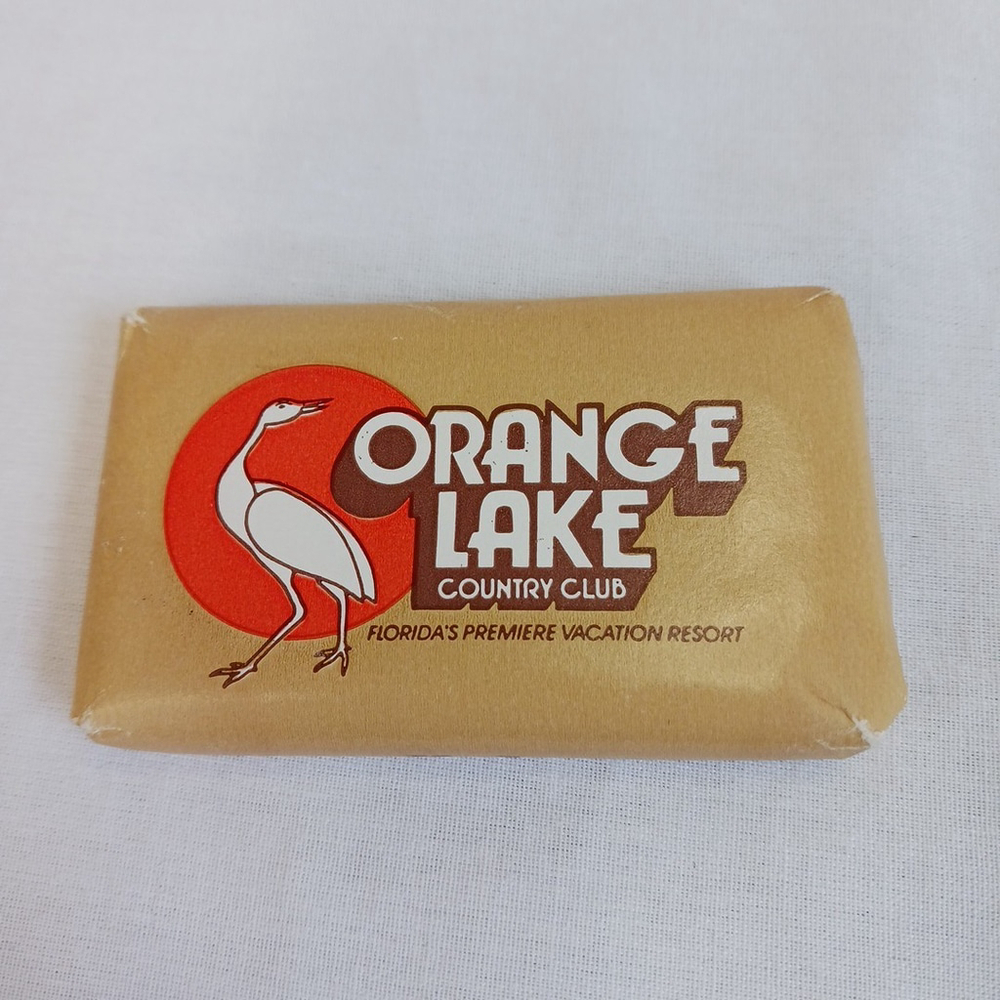 ORANGE
LAKE
COUNTRY CLUB
FLORIDA'S PREMIERE VACATION RESORT